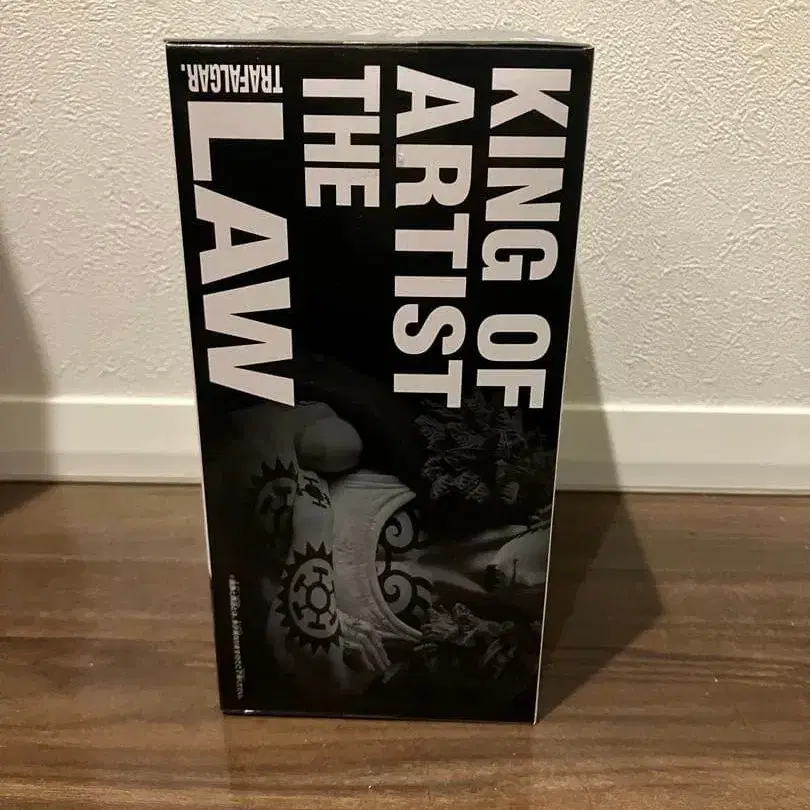 KING OF
ARTIST
THE
TRAFALGAR.
LAW